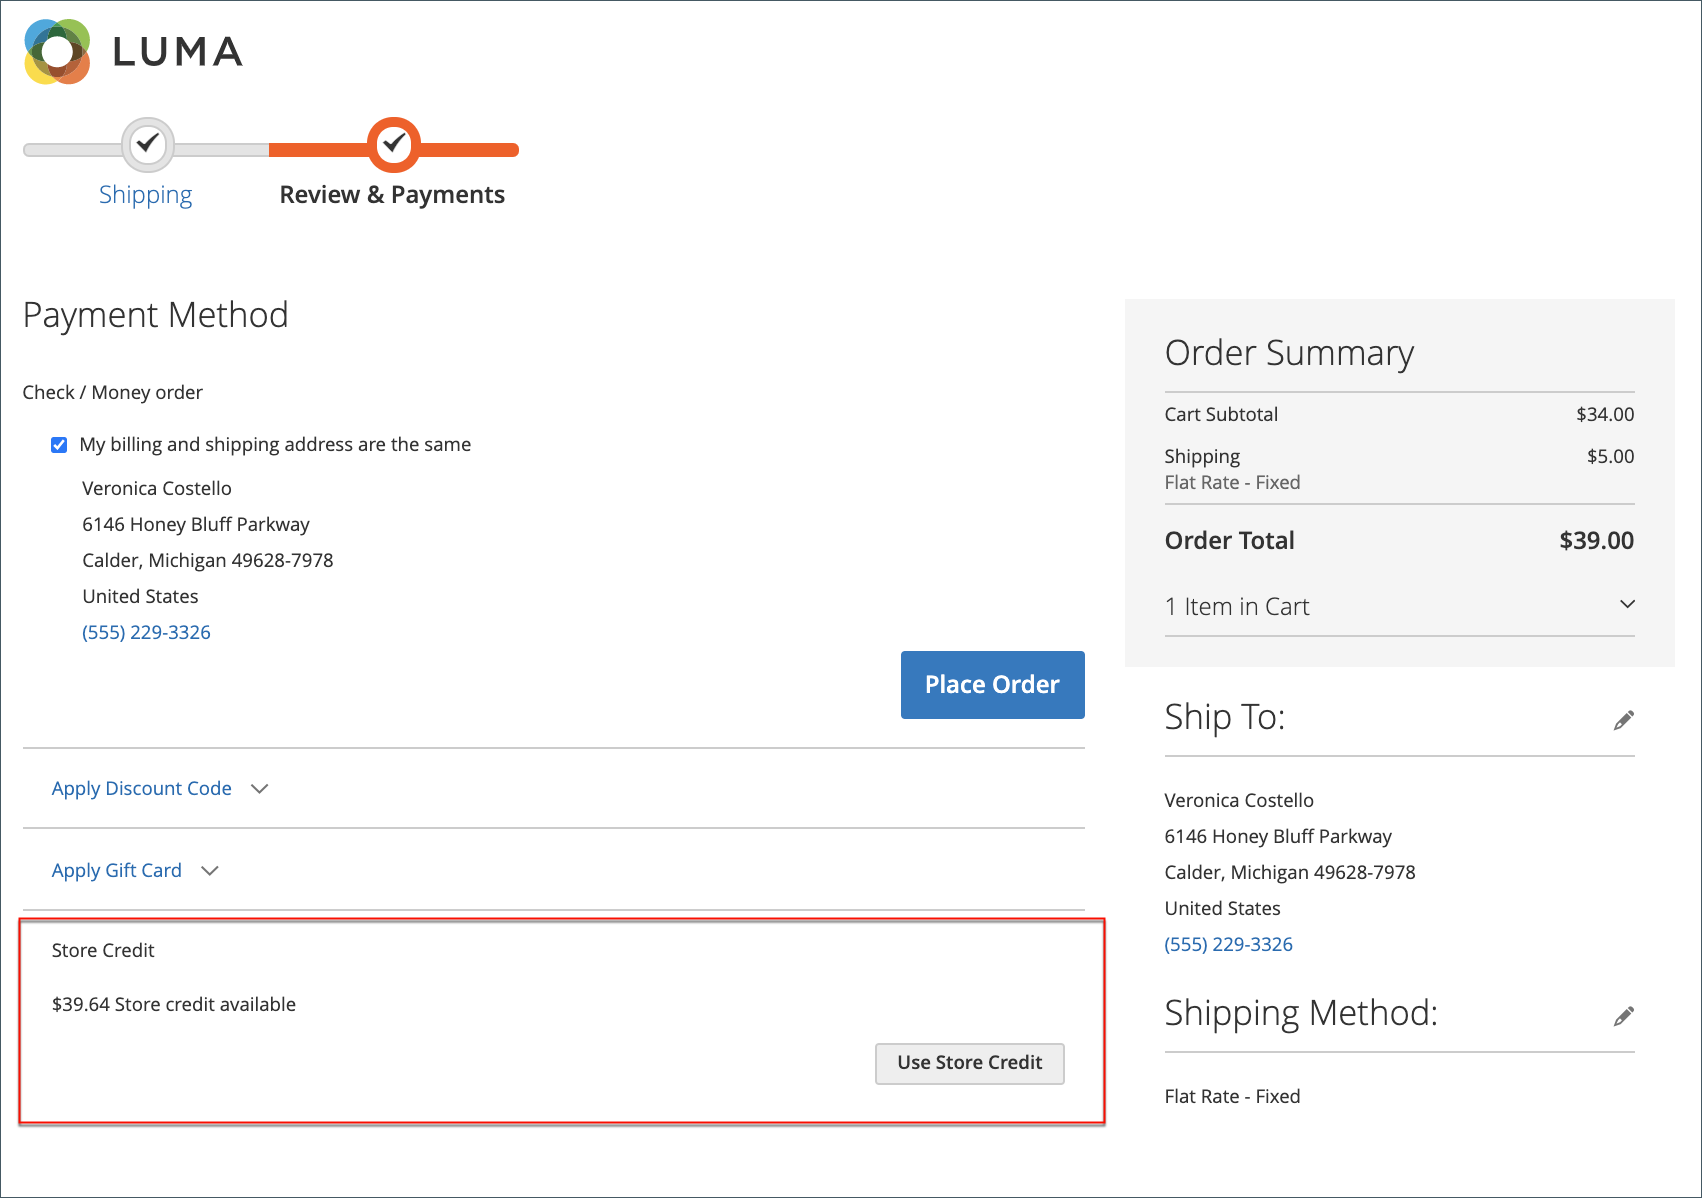 LUMA
Shipping
Review & Payments
Payment Method
Check / Money order
My billing and shipping address are the same
Veronica Costello
6146 Honey Bluff Parkway
Calder, Michigan 49628-7978
United States
(555) 229-3326
Place Order
Apply Discount Code
Apply Gift Card
Store Credit
$39.64 Store credit available
Use Store Credit
Order Summary
Cart Subtotal $34.00
Shipping $5.00
Flat Rate - Fixed
Order Total $39.00
1 Item in Cart
Ship To:
Veronica Costello
6146 Honey Bluff Parkway
Calder, Michigan 49628-7978
United States
(555) 229-3326
Shipping Method:
Flat Rate - Fixed